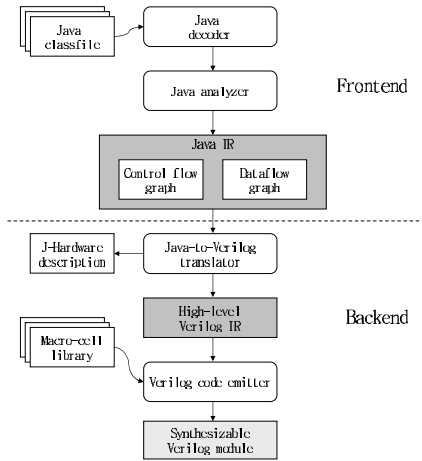 Java
classfile
Java
decoder
Java analyzer
Frontend
Java IR
Control flow
graph
Dataflow
graph
J-Hardware
description
Java-to-Verilog
translator
High-level
Verilog IR
Backend
Macro-cell
library
Verilog code emitter
Synthesizable
Verilog module